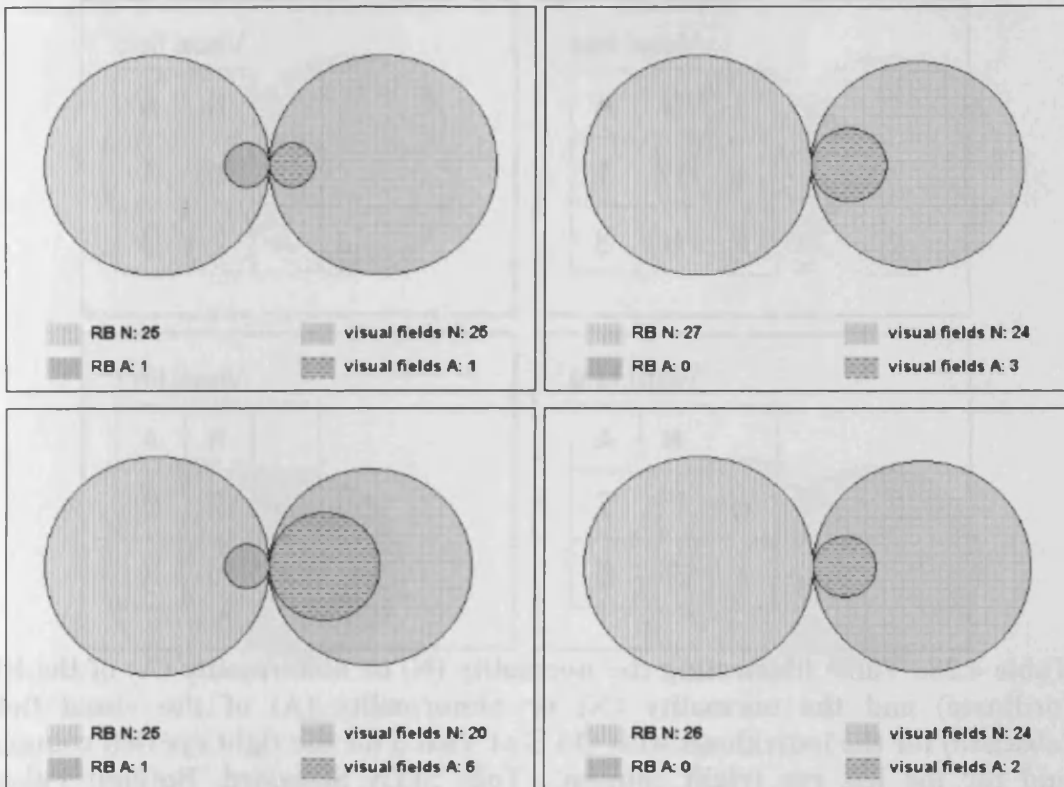 RB N: 25 visual fields N: 25
RB A: 1 visual fields A: 1
RB N: 27 visual fields N: 24
RB A: 0 visual fields A: 3
RB N: 25 visual fields N: 20
RB A: 1 visual fields A: 6
RB N: 26 visual fields N: 24
RB A: 0 visual fields A: 2